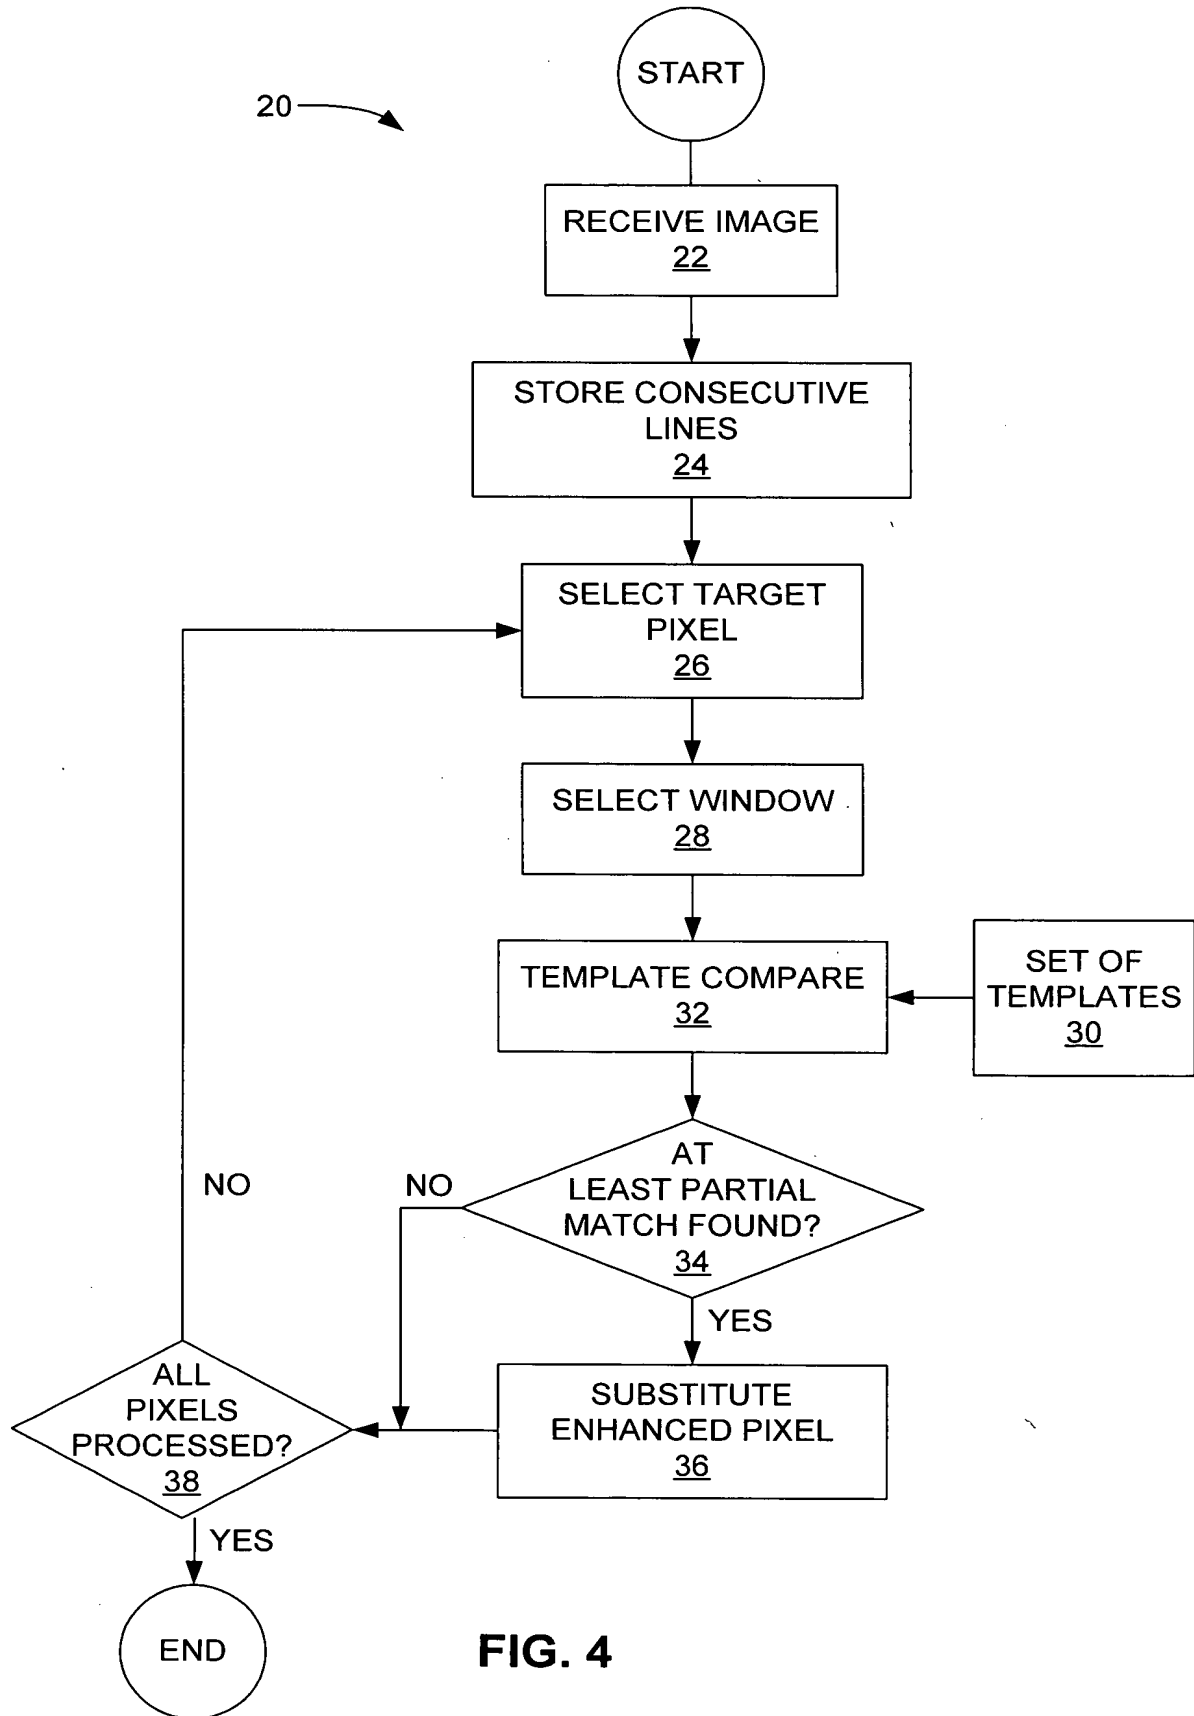 START
20
RECEIVE IMAGE
22
STORE CONSECUTIVE
LINES
24
SELECT TARGET
PIXEL
26
SELECT WINDOW
28
TEMPLATE COMPARE
32
SET OF
TEMPLATES
30
AT
LEAST PARTIAL
MATCH FOUND?
34
NO
NO
YES
SUBSTITUTE
ENHANCED PIXEL
36
ALL
PIXELS
PROCESSED?
38
YES
END
FIG. 4